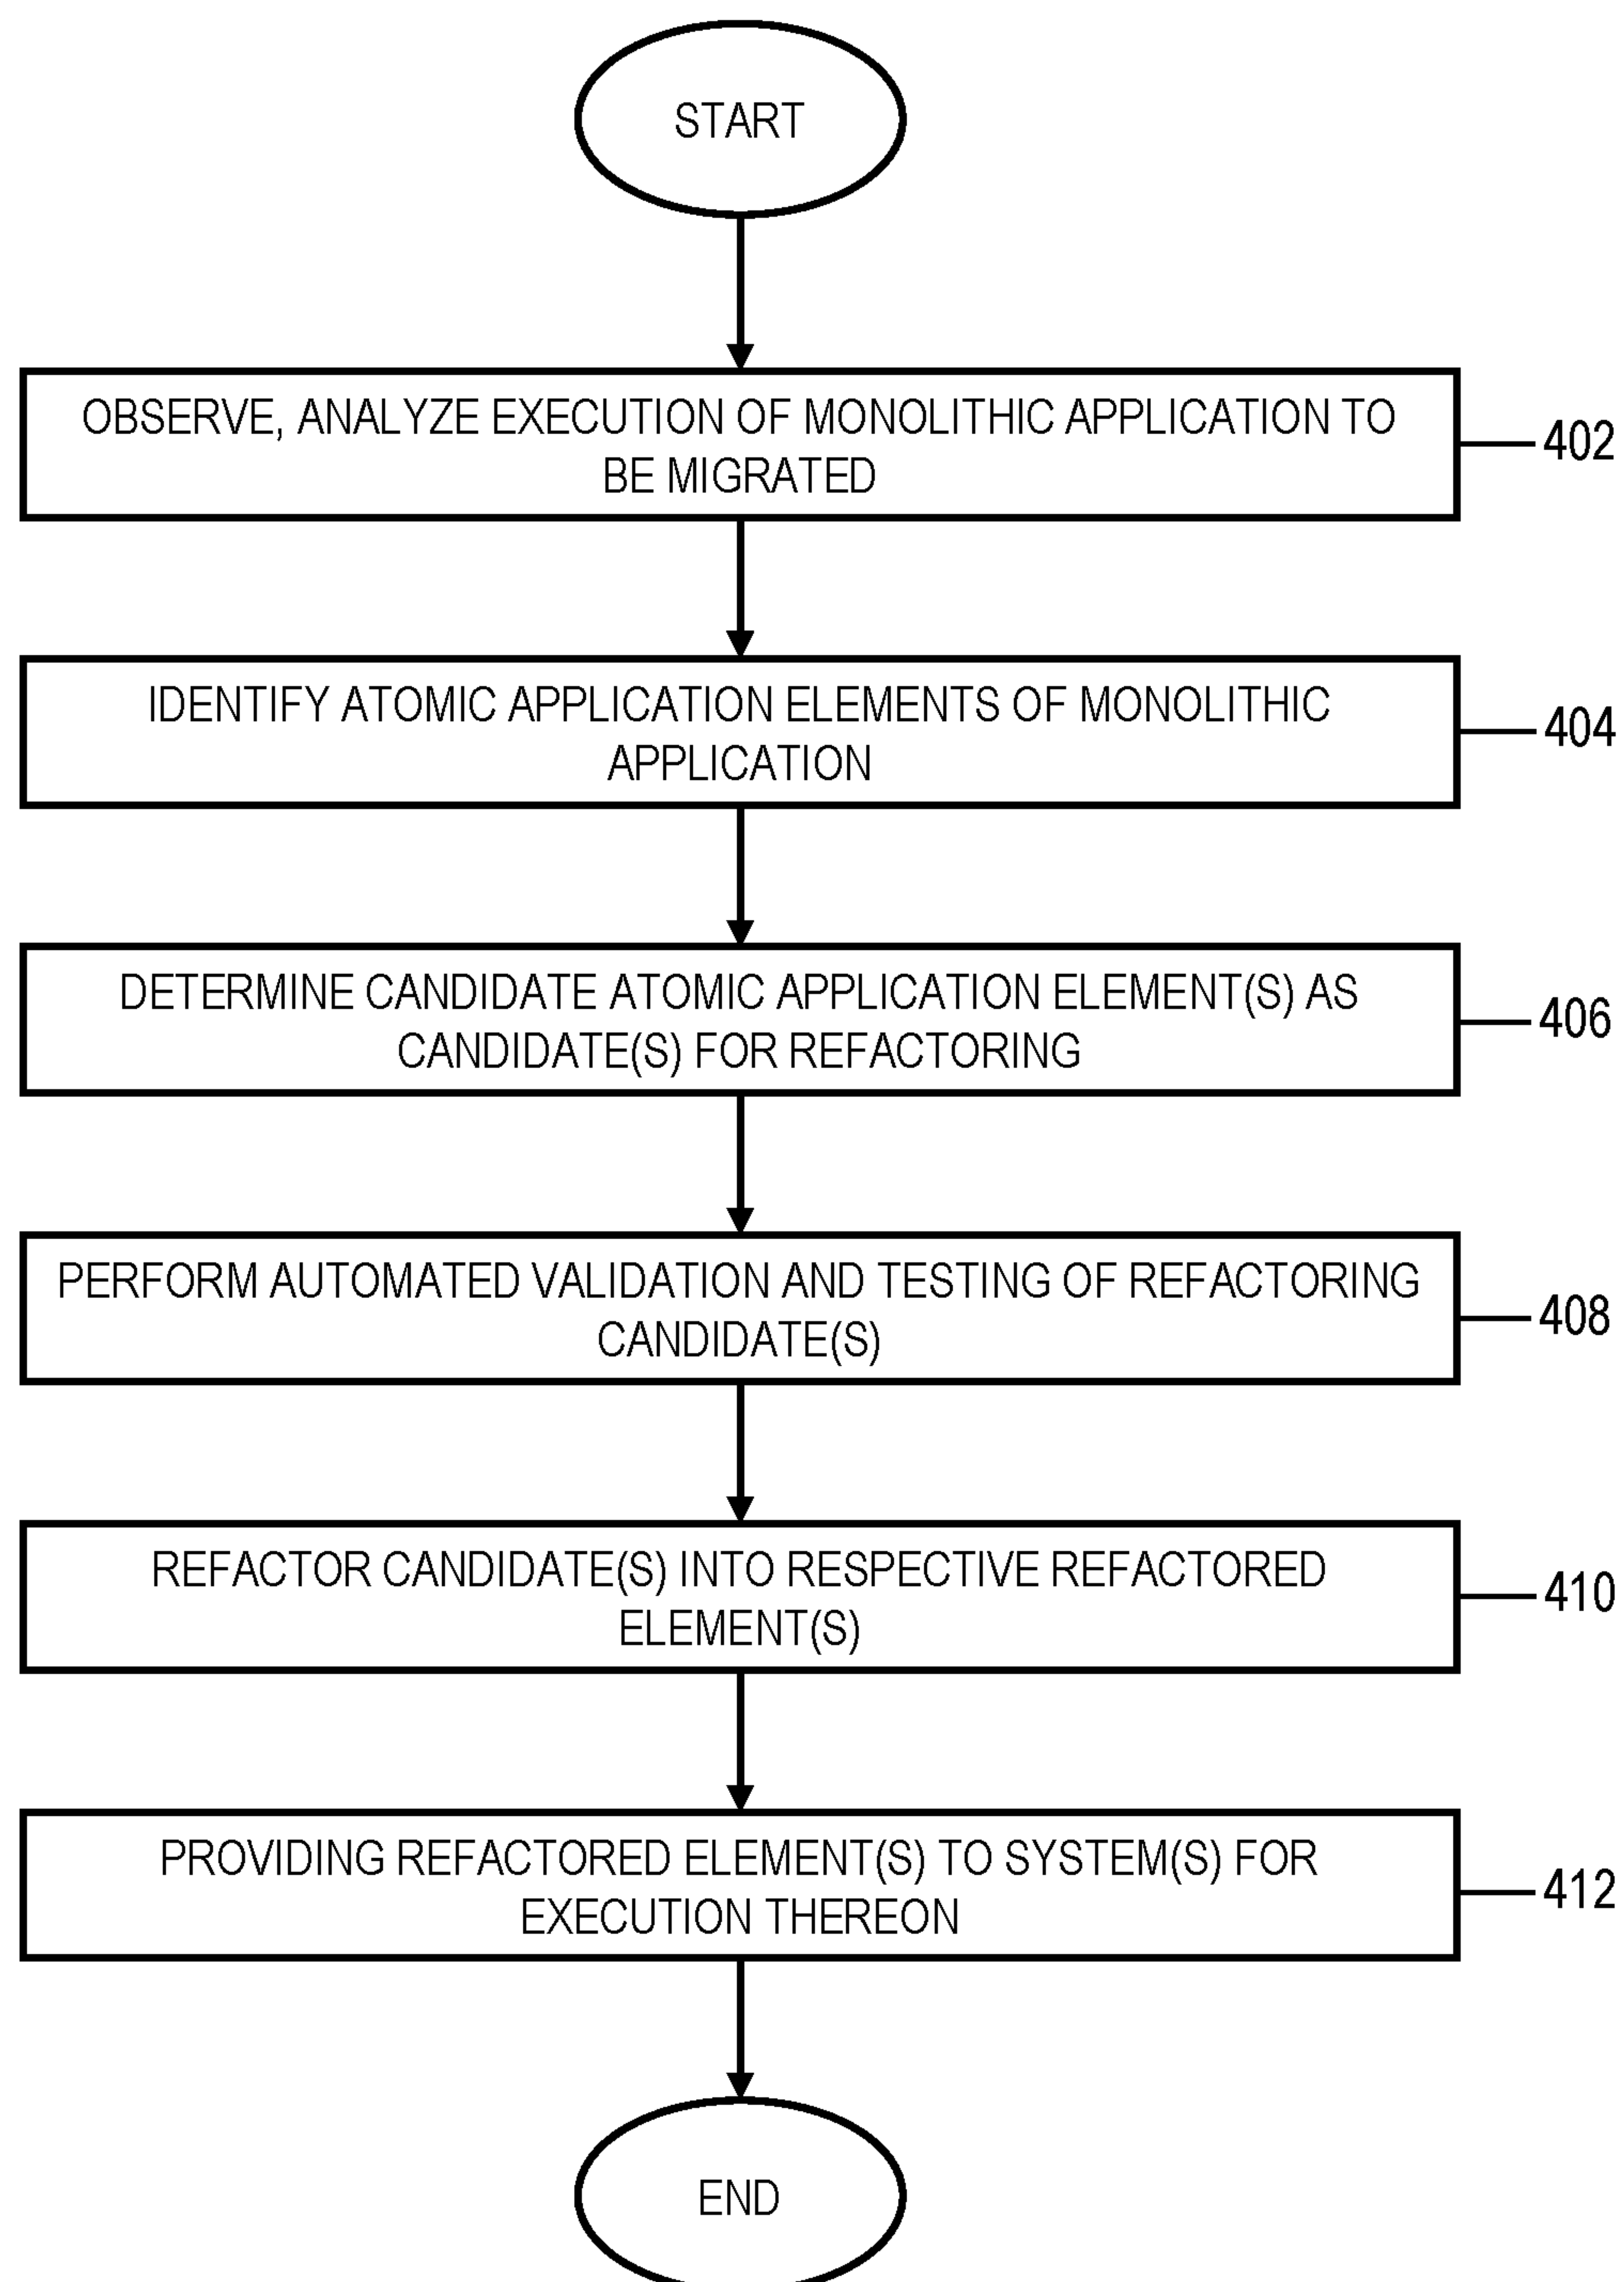 START
OBSERVE, ANALYZE EXECUTION OF MONOLITHIC APPLICATION TO
BE MIGRATED
402
IDENTIFY ATOMIC APPLICATION ELEMENTS OF MONOLITHIC
APPLICATION
404
DETERMINE CANDIDATE ATOMIC APPLICATION ELEMENT(S) AS
CANDIDATE(S) FOR REFACTORING
406
PERFORM AUTOMATED VALIDATION AND TESTING OF REFACTORING
CANDIDATE(S)
408
REFACTOR CANDIDATE(S) INTO RESPECTIVE REFACTORED
ELEMENT(S)
410
PROVIDING REFACTORED ELEMENT(S) TO SYSTEM(S) FOR
EXECUTION THEREON
412
END